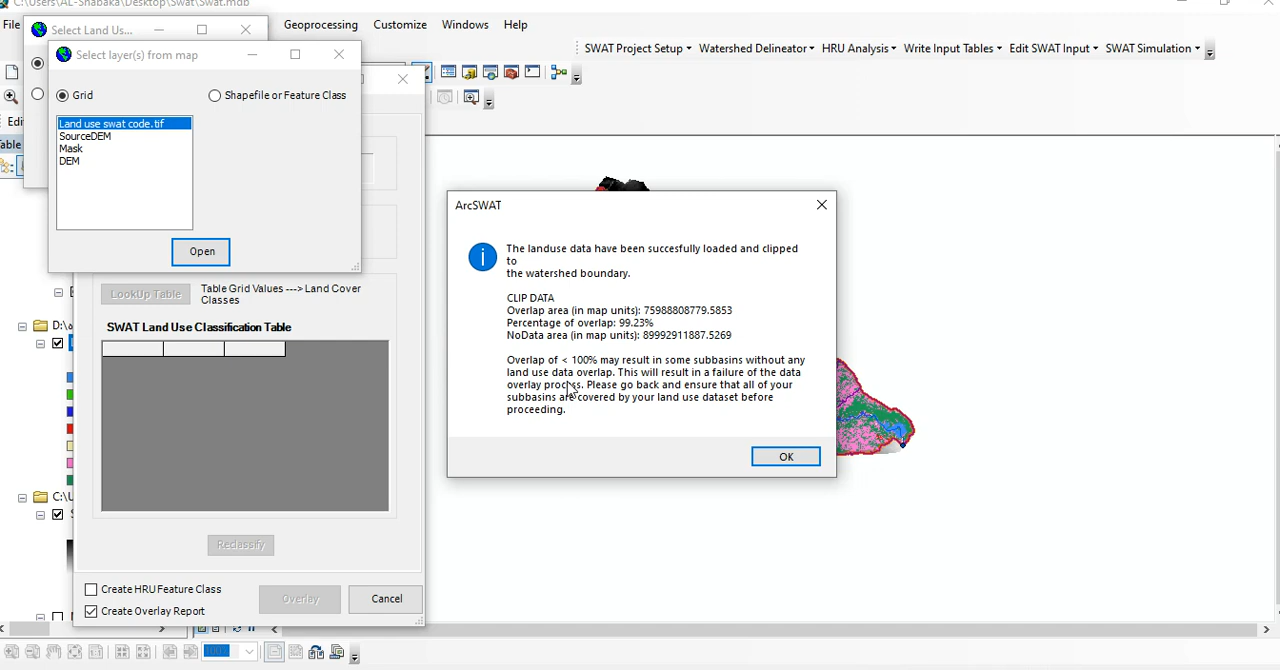 C:\Users\AL-Shabaka\Desktop\Swat\Swat.mdb
File
Geoprocessing
Customize
Windows
Help
Select Land Us...
Select layer(s) from map
SWAT Project Setup
Watershed Delineator
HRU Analysis
Write Input Tables
Edit SWAT Input
SWAT Simulation
Grid
Shapefile or Feature Class
Land use swat code.tif
SourceDEM
Mask
DEM
Open
ArcSWAT
The landuse data have been succesfully loaded and clipped
to
the watershed boundary.
CLIP DATA
Overlap area (in map units): 75988808779.5853
Percentage of overlap: 99.23%
NoData area (in map units): 89992911887.5269
Overlap of < 100% may result in some subbasins without any
land use data overlap. This will result in a failure of the data
overlay process. Please go back and ensure that all of your
subbasins are covered by your land use dataset before
proceeding.
OK
LookUp Table
Table Grid Values ---> Land Cover
Classes
SWAT Land Use Classification Table
Reclassify
Create HRU Feature Class
Create Overlay Report
Overlay
Cancel